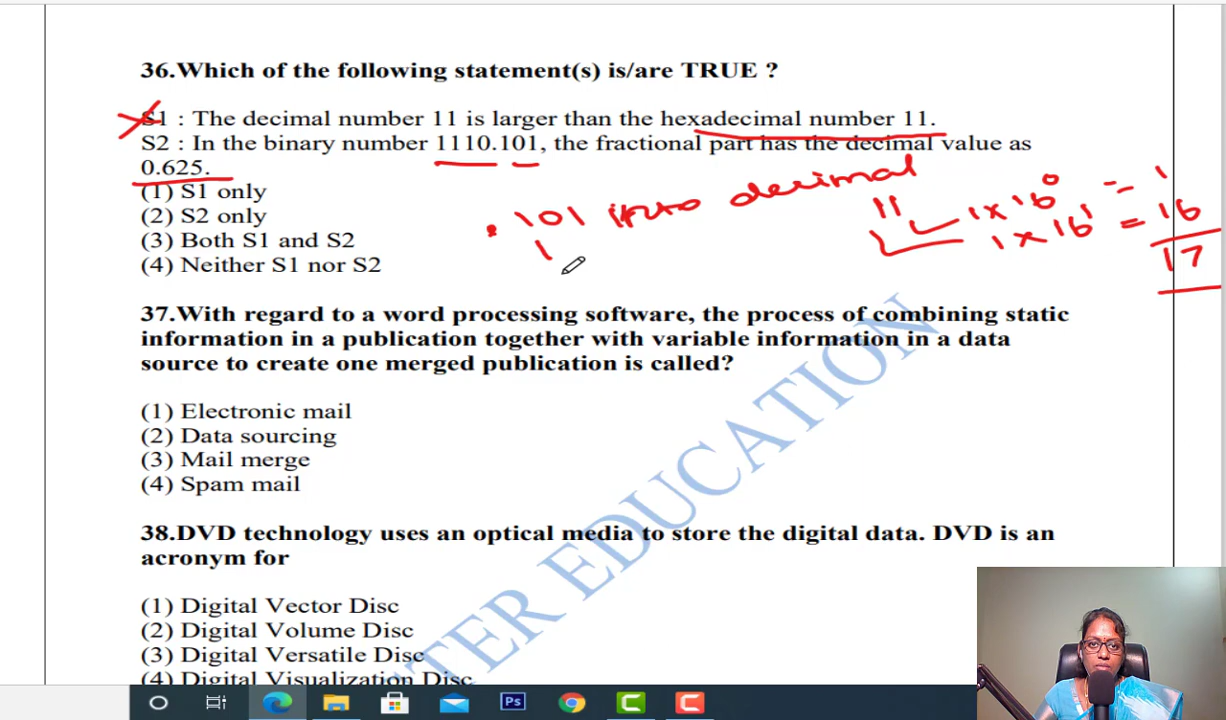 36.Which of the following statement(s) is/are TRUE ?
S1 : The decimal number 11 is larger than the hexadecimal number 11.
S2 : In the binary number 1110.101, the fractional part has the decimal value as
0.625.
(1) S1 only
(2) S2 only
(3) Both S1 and S2
(4) Neither S1 nor S2
.101 into decimal
1
11
1x16⁰ = 1
1x16¹ = 16
17
37.With regard to a word processing software, the process of combining static
information in a publication together with variable information in a data
source to create one merged publication is called?
(1) Electronic mail
(2) Data sourcing
(3) Mail merge
(4) Spam mail
38.DVD technology uses an optical media to store the digital data. DVD is an
acronym for
(1) Digital Vector Disc
(2) Digital Volume Disc
(3) Digital Versatile Disc
(4) Digital Visualization Disc
TER EDUCATION
Ps